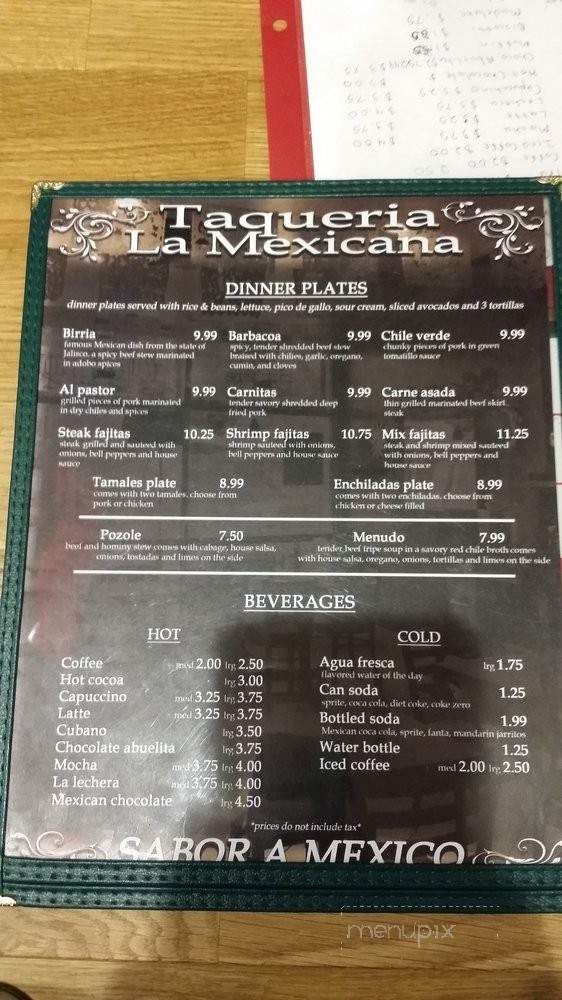 Taqueria
La Mexicana
DINNER PLATES
dinner plates served with rice & beans, lettuce, pico de gallo, sour cream, sliced avocados and 3 tortillas
Birria 9.99
famous Mexican dish from the state of
Jalisco, a spicy beef stew marinated
in adobo spices
Barbacoa 9.99
spicy, tender shredded beef stew
braised with chilies, garlic, oregano,
cumin, and cloves
Chile verde 9.99
chunky pieces of pork in green
tomatillo sauce
Al pastor 9.99
grilled pieces of pork marinated
in dry chiles and spices
Carnitas 9.99
tender savory shredded deep
fried pork
Carne asada 9.99
thin grilled marinated beef skirt
steak
Steak fajitas 10.25
steak grilled and sauteed with
onions, bell peppers and house
sauce
Shrimp fajitas 10.75
shrimp sauteed with onions,
bell peppers and house sauce
Mix fajitas 11.25
steak and shrimp mixed sauteed
with onions, bell peppers and
house sauce
Tamales plate 8.99
comes with two tamales, choose from
pork or chicken
Enchiladas plate 8.99
comes with two enchiladas, choose from
chicken or cheese filled
Pozole 7.50
beef and hominy stew comes with cabage, house salsa,
onions, tostadas and limes on the side
Menudo 7.99
tender beef tripe soup in a savory red chile broth comes
with house salsa, oregano, onions, tortillas and limes on the side
BEVERAGES
HOT
Coffee med 2.00 lrg 2.50
Hot cocoa lrg 3.00
Capuccino med 3.25 lrg 3.75
Latte med 3.25 lrg 3.75
Cubano lrg 3.50
Chocolate abuelita lrg 3.75
Mocha med 3.75 lrg 4.00
La lechera med 3.75 lrg 4.00
Mexican chocolate lrg 4.50
COLD
Agua fresca lrg 1.75
flavored water of the day
Can soda 1.25
sprite, coca cola, diet coke, coke zero
Bottled soda 1.99
Mexican coca cola, sprite, fanta, mandarin jarritos
Water bottle 1.25
Iced coffee med 2.00 lrg 2.50
*prices do not include tax*
SABOR A MEXICO
menupix